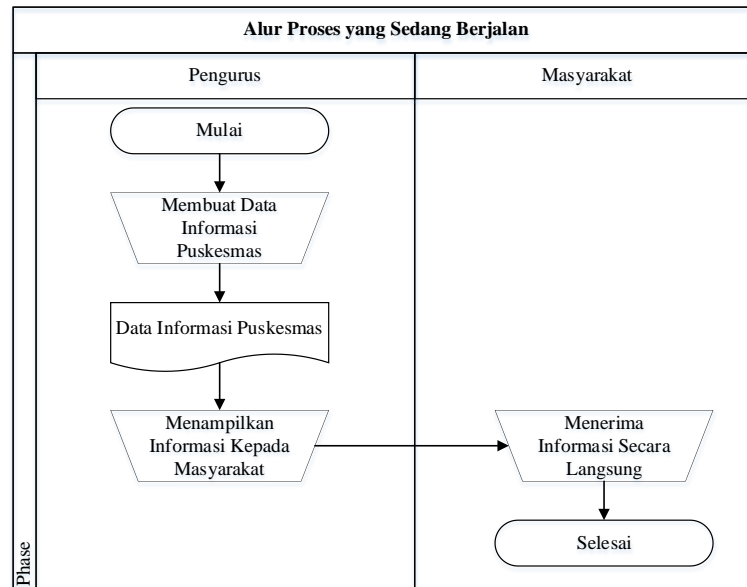 Alur Proses yang Sedang Berjalan
Pengurus
Masyarakat
Mulai
Membuat Data
Informasi
Puskesmas
Data Informasi Puskesmas
Menampilkan
Informasi Kepada
Masyarakat
Menerima
Informasi Secara
Langsung
Selesai
Phase